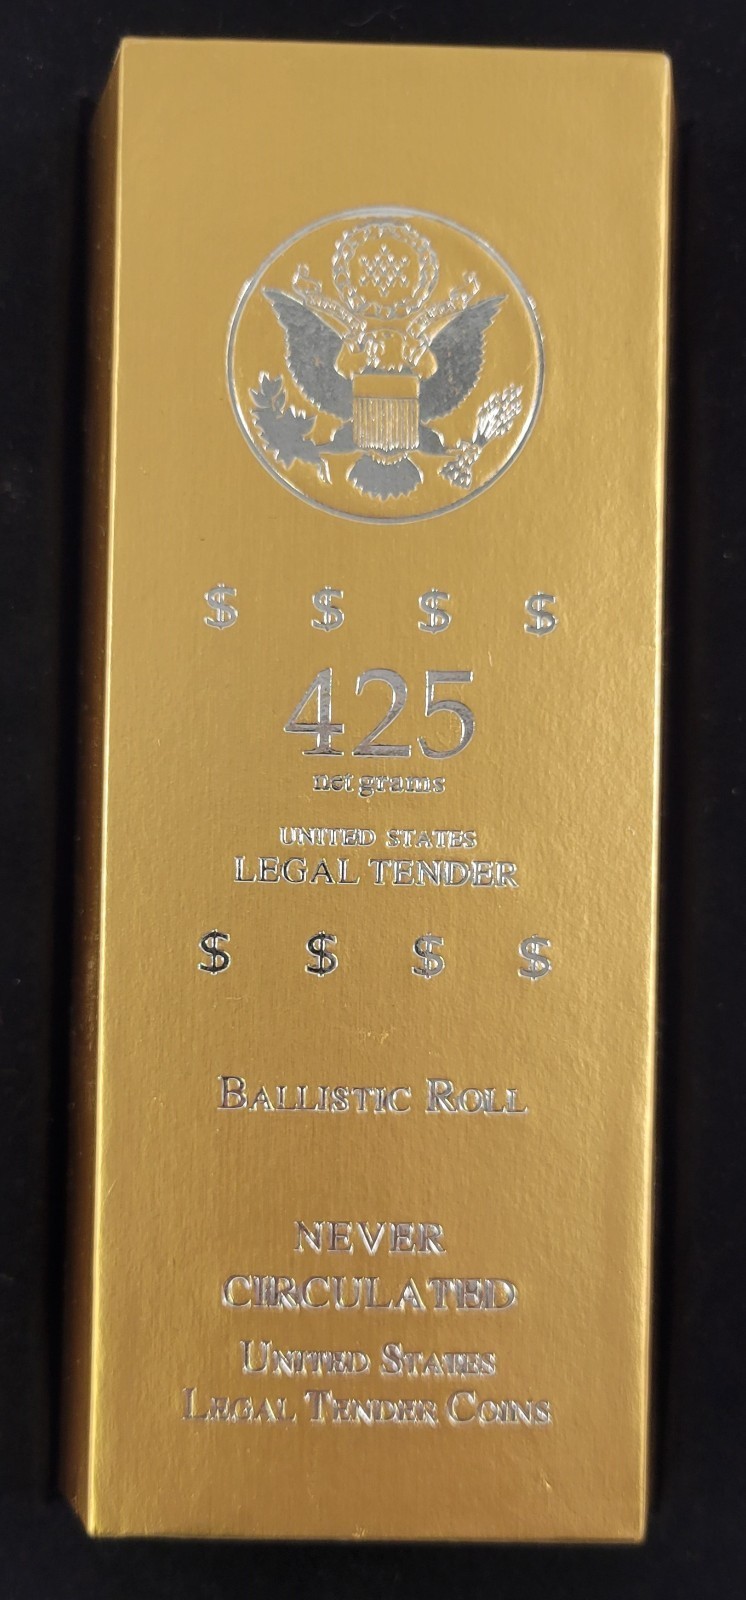 $ $ $ $
425
net grams
UNITED STATES
LEGAL TENDER
$ $ $ $
BALLISTIC ROLL
NEVER
CIRCULATED
UNITED STATES
LEGAL TENDER COINS